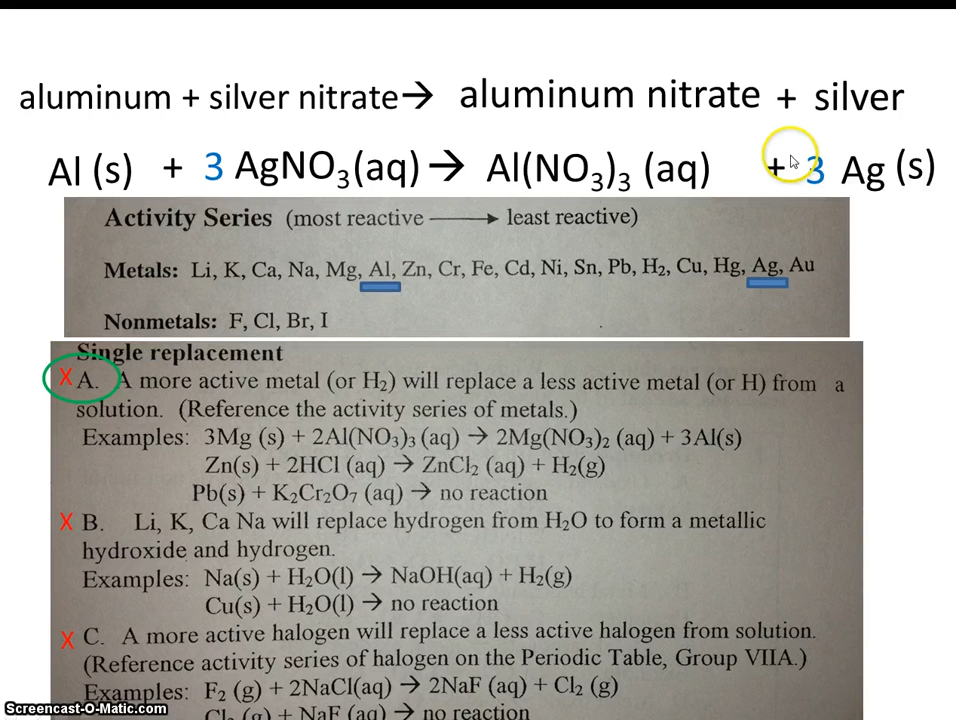 aluminum + silver nitrate→ aluminum nitrate + silver
Al (s) + 3 AgNO₃(aq) → Al(NO₃)₃ (aq) + 3 Ag (s)
Activity Series (most reactive ⟶ least reactive)
Metals: Li, K, Ca, Na, Mg, Al, Zn, Cr, Fe, Cd, Ni, Sn, Pb, H₂, Cu, Hg, Ag, Au
Nonmetals: F, Cl, Br, I
Single replacement
X A. A more active metal (or H₂) will replace a less active metal (or H) from a
solution. (Reference the activity series of metals.)
Examples: 3Mg (s) + 2Al(NO₃)₃ (aq) → 2Mg(NO₃)₂ (aq) + 3Al(s)
Zn(s) + 2HCl (aq) → ZnCl₂ (aq) + H₂(g)
Pb(s) + K₂Cr₂O₇ (aq) → no reaction
X B. Li, K, Ca Na will replace hydrogen from H₂O to form a metallic
hydroxide and hydrogen.
Examples: Na(s) + H₂O(l) → NaOH(aq) + H₂(g)
Cu(s) + H₂O(l) → no reaction
X C. A more active halogen will replace a less active halogen from solution.
(Reference activity series of halogen on the Periodic Table, Group VIIA.)
Examples: F₂ (g) + 2NaCl(aq) → 2NaF (aq) + Cl₂ (g)
Cl₂ (g) + NaF (aq) → no reaction
Screencast-O-Matic.com